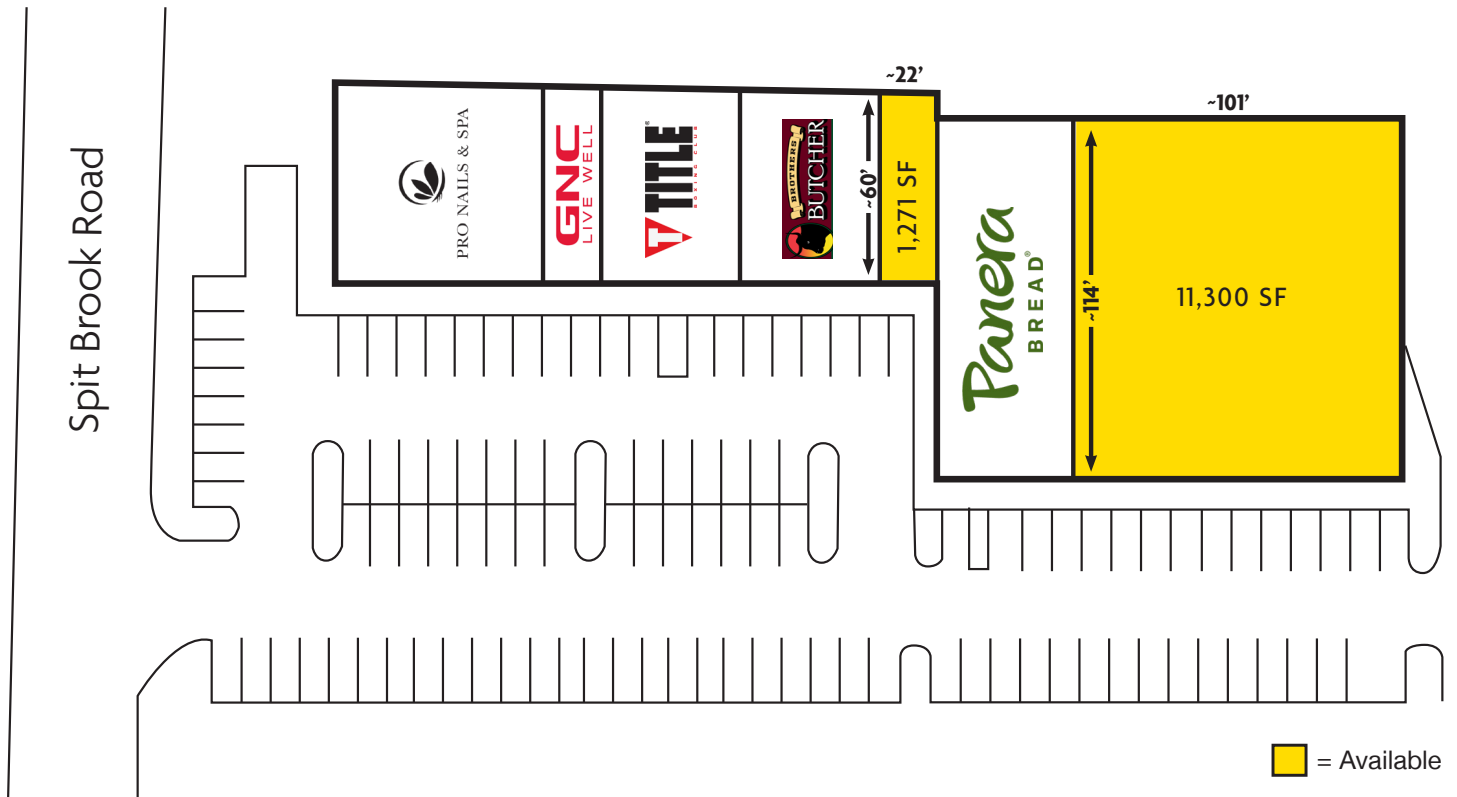 Spit Brook Road
PRO NAILS & SPA
GNC
LIVE WELL
T TITLE®
BOXING CLUB
BROTHERS
BUTCHER
~60'
~22'
1,271 SF
Panera
BREAD®
~114'
~101'
11,300 SF
= Available